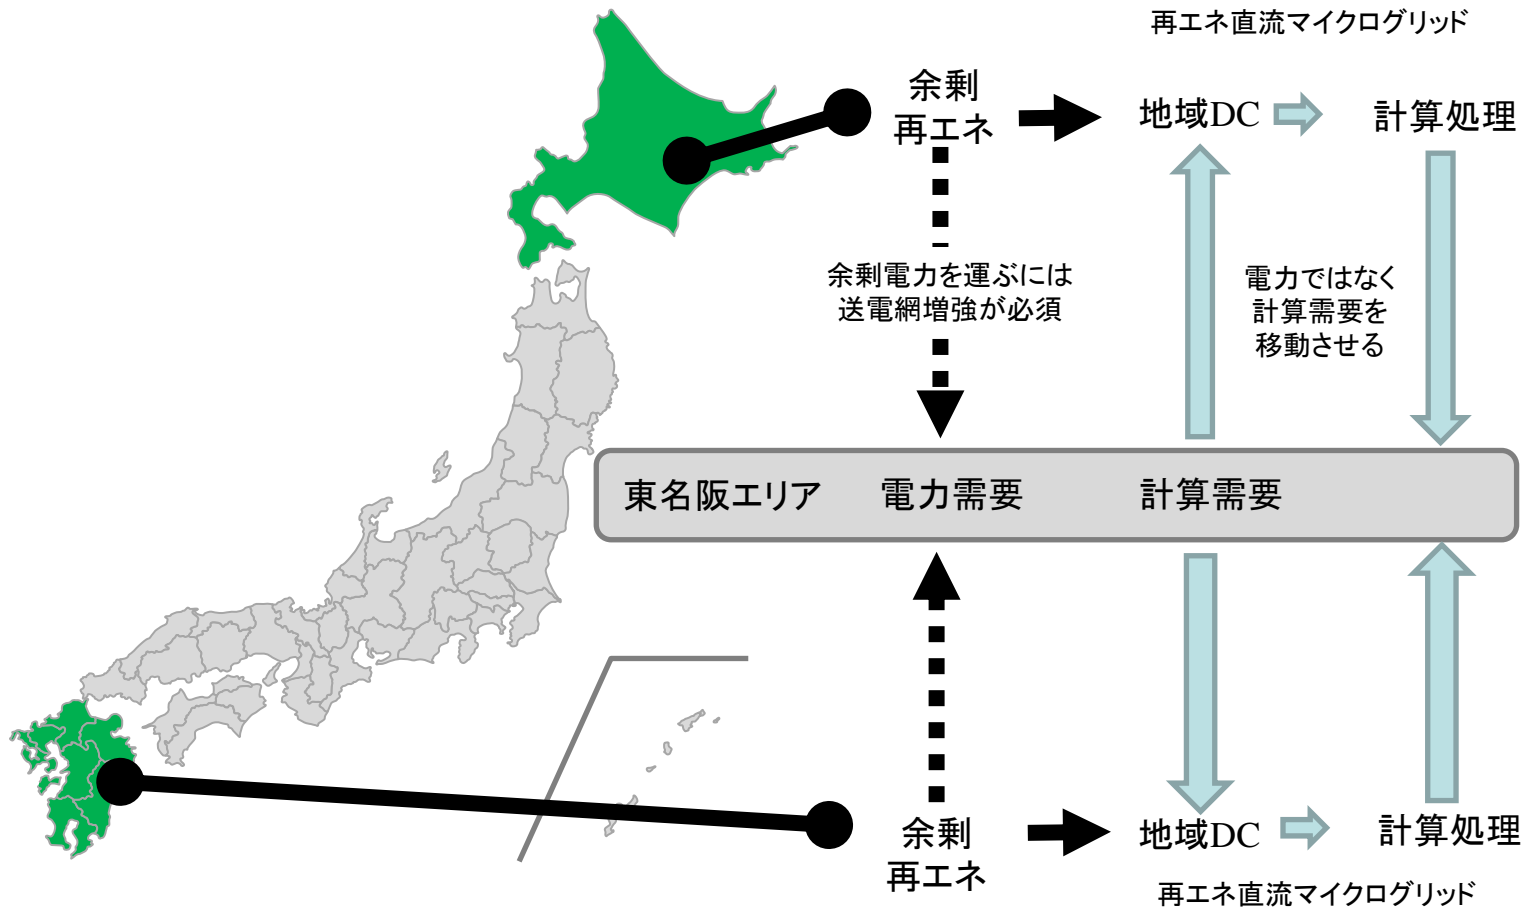 再エネ直流マイクログリッド
余剰
再エネ
地域DC
計算処理
余剰電力を運ぶには
送電網増強が必須
電力ではなく
計算需要を
移動させる
東名阪エリア
電力需要
計算需要
余剰
再エネ
地域DC
計算処理
再エネ直流マイクログリッド